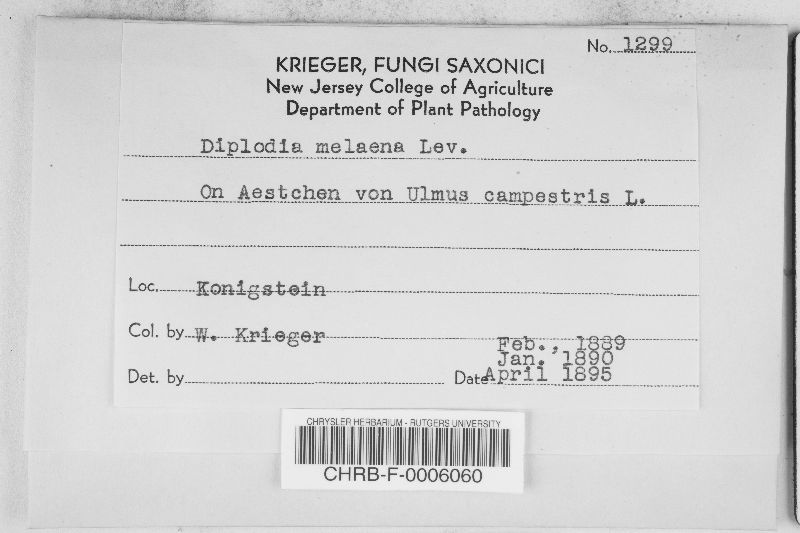 No. 1299
KRIEGER, FUNGI SAXONICI
New Jersey College of Agriculture
Department of Plant Pathology
Diplodia melaena Lev.
On Aestchen von Ulmus campestris L.
Loc. Konigstein
Col. by W. Krieger
Feb., 1889
Jan. 1890
Det. by
Date April 1895
CHRYSLER HERBARIUM - RUTGERS UNIVERSITY
CHRB-F-0006060